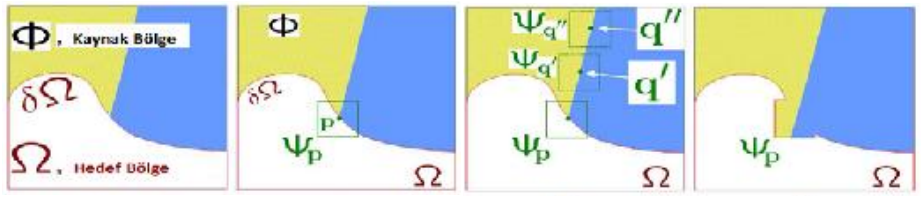 Φ, Kaynak Bölge
δΩ
Ω, Hedef Bölge
Φ
δΩ
p
Ψp
Ω
Ψq''
q''
Ψq'
q'
Ψp
Ω
Ψp
Ω